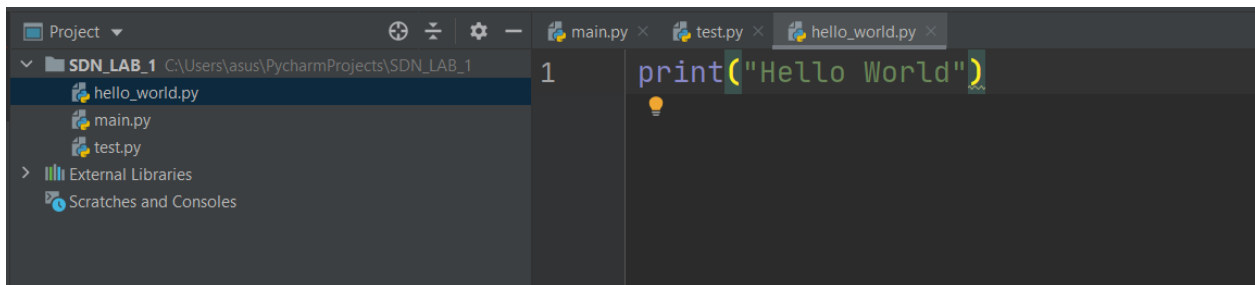 Project
SDN_LAB_1 C:\Users\asus\PycharmProjects\SDN_LAB_1
hello_world.py
main.py
test.py
External Libraries
Scratches and Consoles
main.py test.py hello_world.py
1 print("Hello World")